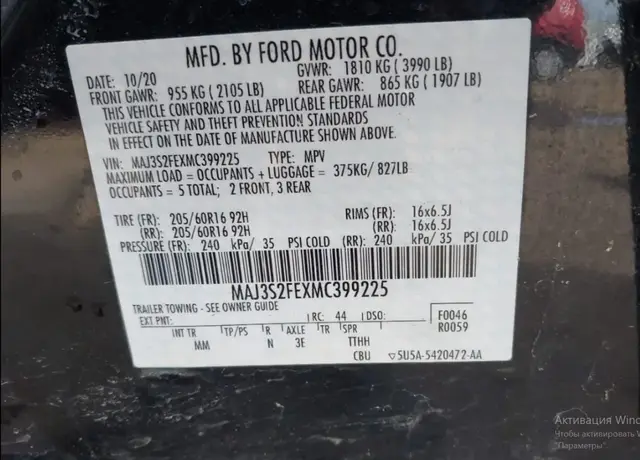 MFD. BY FORD MOTOR CO.
DATE: 10/20 GVWR: 1810 KG ( 3990 LB)
FRONT GAWR: 955 KG ( 2105 LB) REAR GAWR: 865 KG ( 1907 LB)
THIS VEHICLE CONFORMS TO ALL APPLICABLE FEDERAL MOTOR
VEHICLE SAFETY AND THEFT PREVENTION STANDARDS
IN EFFECT ON THE DATE OF MANUFACTURE SHOWN ABOVE.
VIN: MAJ3S2FEXMC399225 TYPE: MPV
MAXIMUM LOAD = OCCUPANTS + LUGGAGE = 375KG/ 827LB
OCCUPANTS = 5 TOTAL; 2 FRONT, 3 REAR
TIRE (FR): 205/60R16 92H RIMS (FR): 16x6.5J
(RR): 205/60R16 92H (RR): 16x6.5J
PRESSURE (FR): 240 kPa/ 35 PSI COLD (RR): 240 kPa/ 35 PSI COLD
MAJ3S2FEXMC399225
TRAILER TOWING - SEE OWNER GUIDE
EXT PNT: RC: 44 DSO: F0046
R0059
INT TR TP/PS R AXLE TR SPR
MM N 3F TTHH
CBU 5U5A-5420472-AA
Активация Wind
Чтобы активировать W
"Параметры".